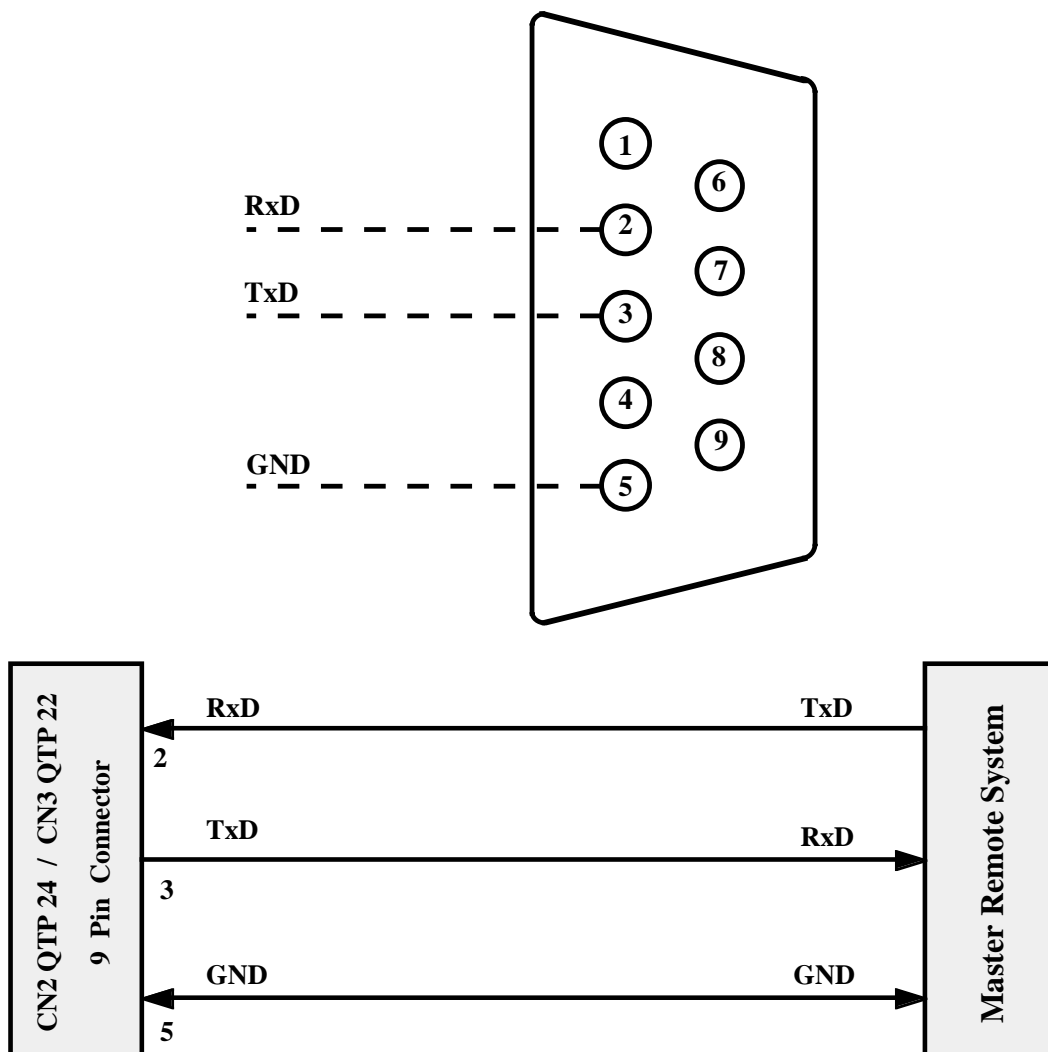 1
6
RxD
2
7
TxD
3
8
4
9
GND
5
CN2 QTP 24 / CN3 QTP 22
9 Pin Connector
RxD
TxD
2
TxD
RxD
3
GND
GND
5
Master Remote System